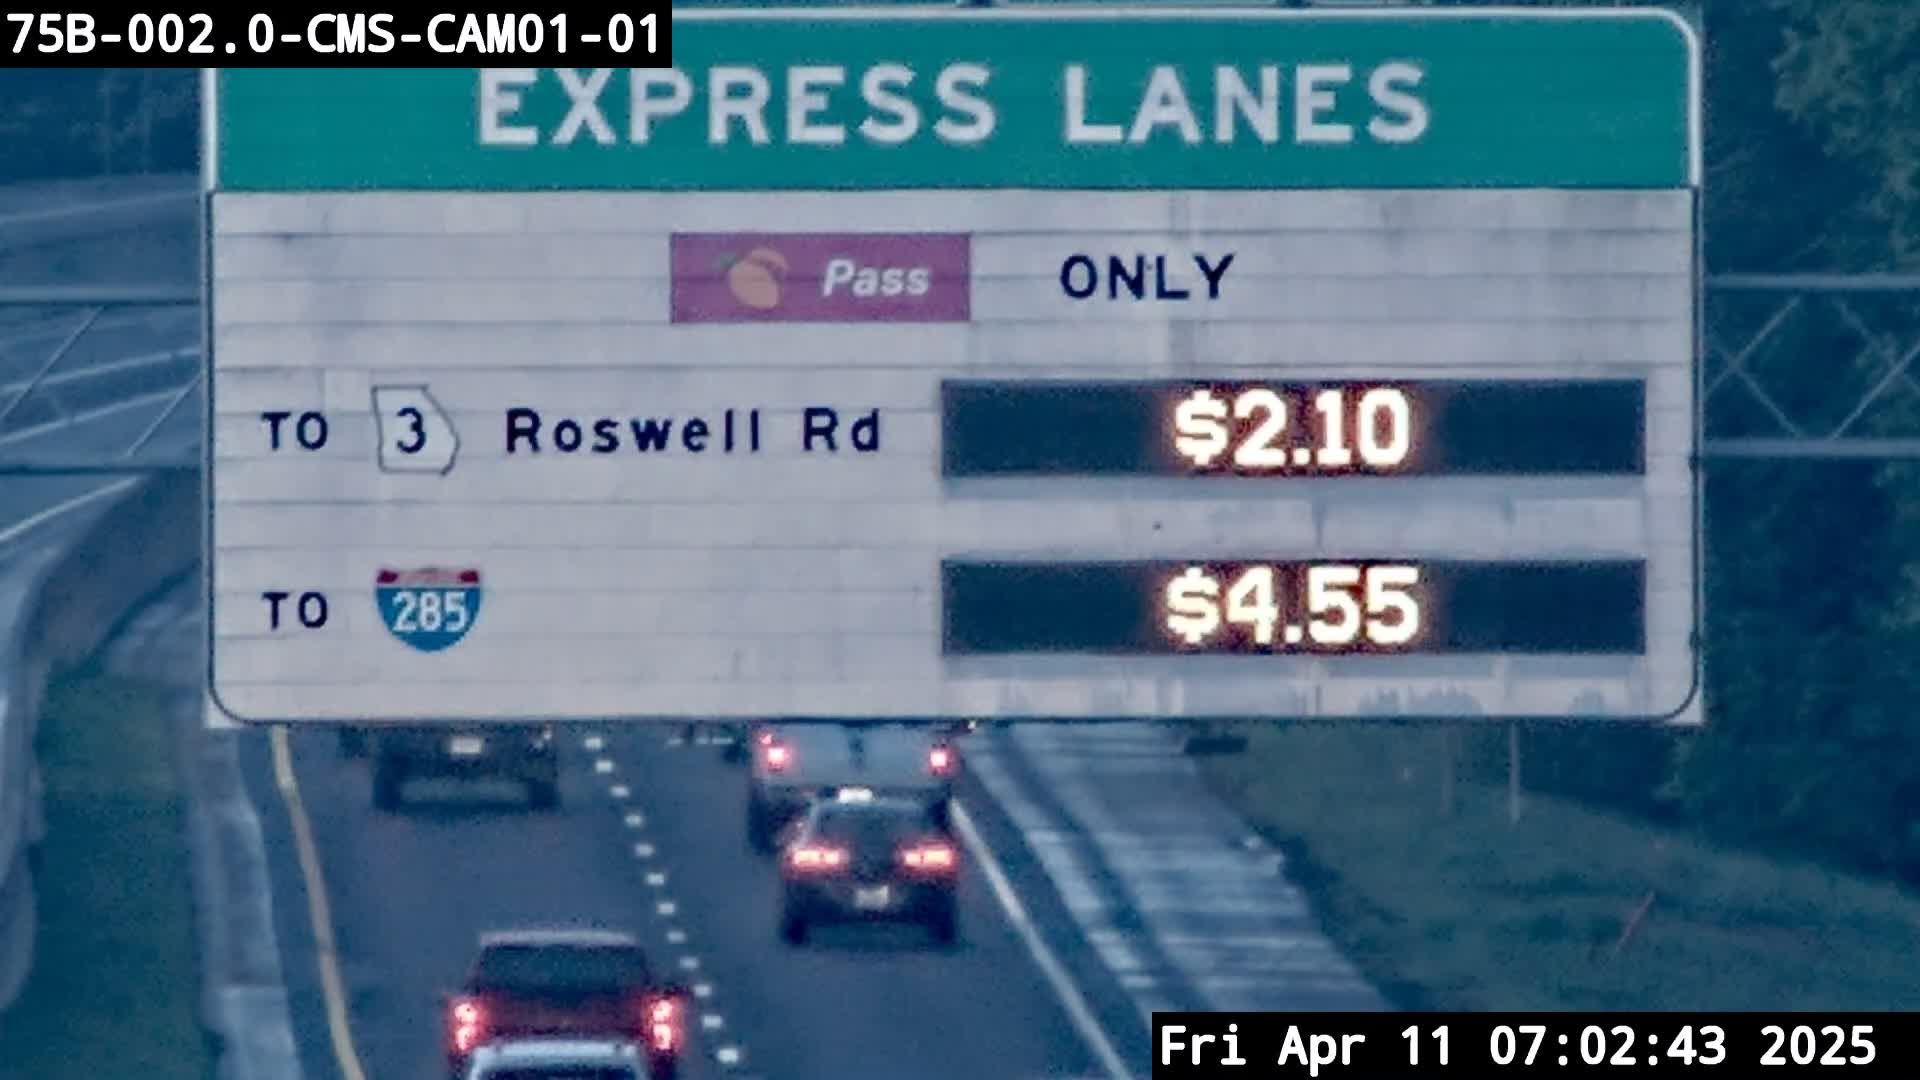 75B-002.0-CMS-CAM01-01
EXPRESS LANES
Pass ONLY
TO 3 Roswell Rd $2.10
TO 285 $4.55
Fri Apr 11 07:02:43 2025